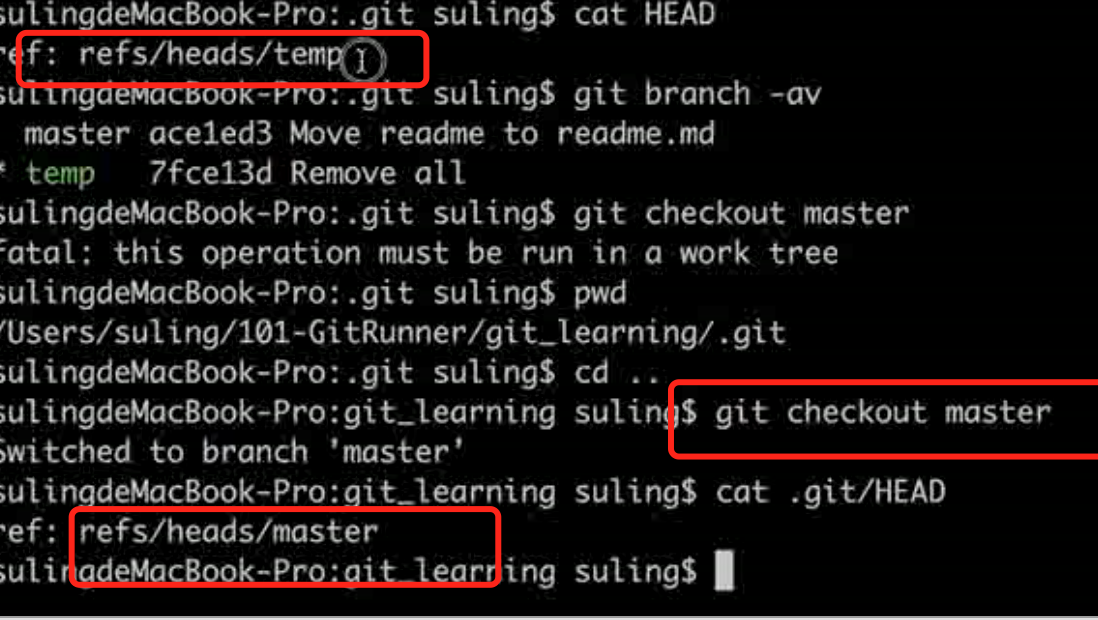 sulingdeMacBook-Pro:.git suling$ cat HEAD
ref: refs/heads/temp
sulingdeMacBook-Pro:.git suling$ git branch -av
master ace1ed3 Move readme to readme.md
* temp 7fce13d Remove all
sulingdeMacBook-Pro:.git suling$ git checkout master
fatal: this operation must be run in a work tree
sulingdeMacBook-Pro:.git suling$ pwd
/Users/suling/101-GitRunner/git_learning/.git
sulingdeMacBook-Pro:.git suling$ cd ..
sulingdeMacBook-Pro:git_learning suling$ git checkout master
Switched to branch 'master'
sulingdeMacBook-Pro:git_learning suling$ cat .git/HEAD
ref: refs/heads/master
sulingdeMacBook-Pro:git_learning suling$